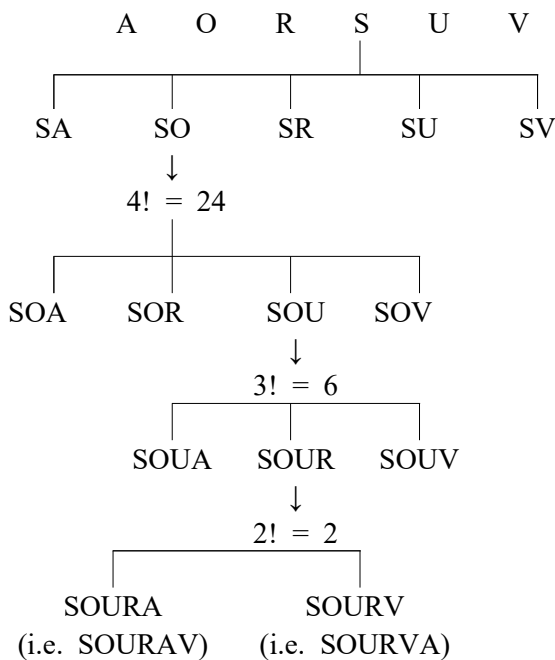 A O R S U V
SA SO SR SU SV
↓
4! = 24
SOA SOR SOU SOV
↓
3! = 6
SOUA SOUR SOUV
↓
2! = 2
SOURA SOURV
(i.e. SOURAV) (i.e. SOURVA)